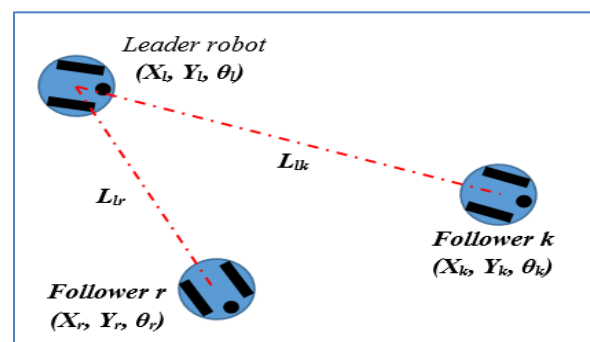 Leader robot
(Xl, Yl, θl)
Llk
Llr
Follower k
(Xk, Yk, θk)
Follower r
(Xr, Yr, θr)